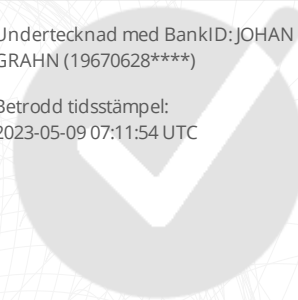 Undertecknad med BankID: JOHAN
GRAHN (19670628****)
Betrodd tidsstämpel:
2023-05-09 07:11:54 UTC